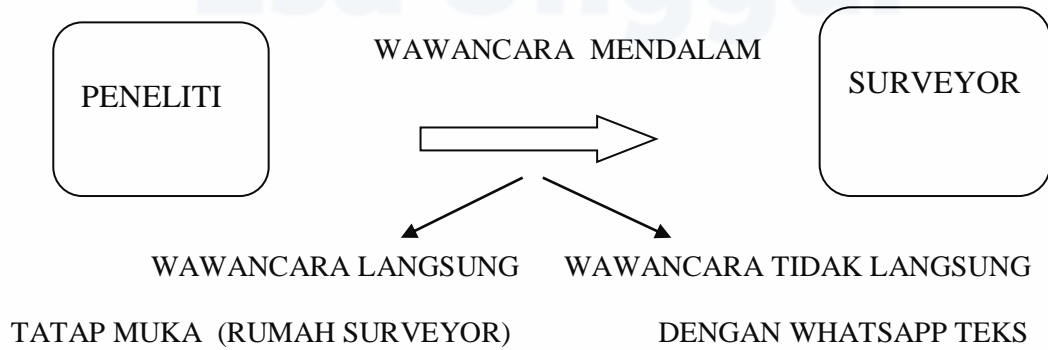 WAWANCARA MENDALAM
PENELITI
SURVEYOR
WAWANCARA LANGSUNG
WAWANCARA TIDAK LANGSUNG
TATAP MUKA (RUMAH SURVEYOR)
DENGAN WHATSAPP TEKS